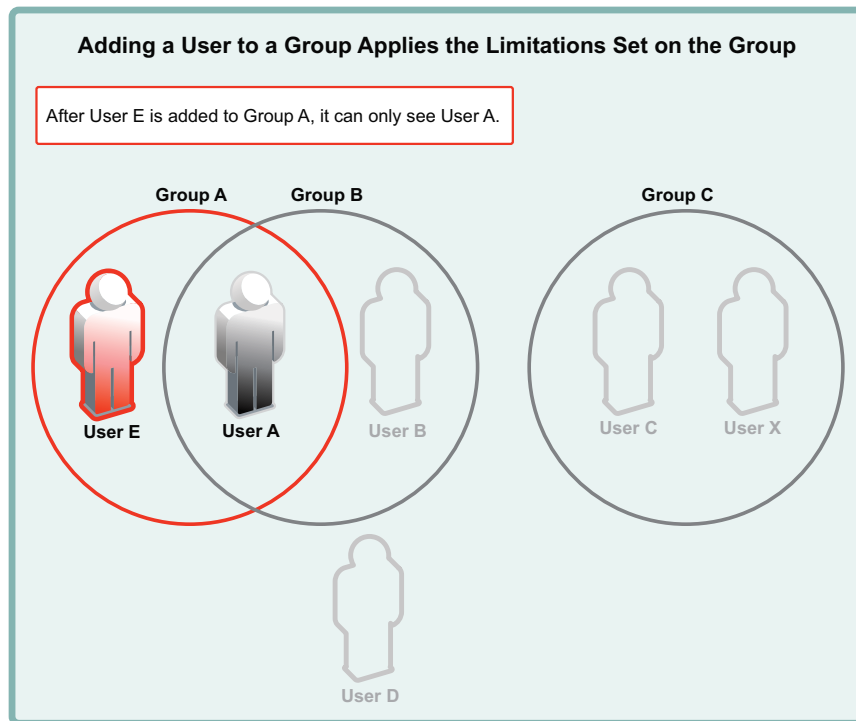 Adding a User to a Group Applies the Limitations Set on the Group
After User E is added to Group A, it can only see User A.
Group A
Group B
Group C
User E
User A
User B
User C
User X
User D